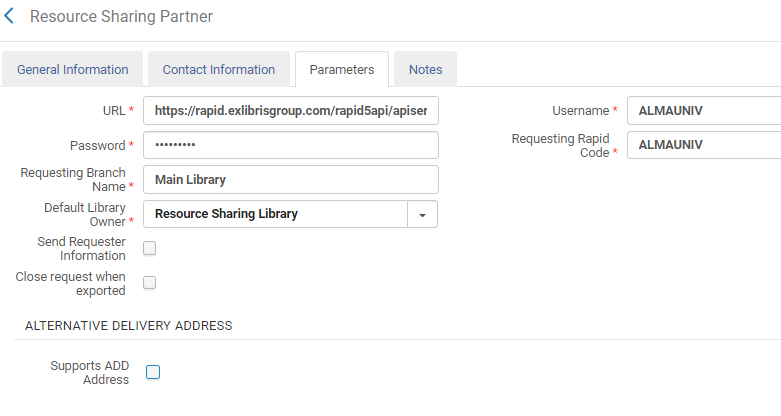 Resource Sharing Partner
General Information Contact Information Parameters Notes
URL * https://rapid.exlibrisgroup.com/rapid5api/apiser Username * ALMAUNIV
Password * ••••••••• Requesting Rapid
Code * ALMAUNIV
Requesting Branch
Name * Main Library
Default Library
Owner * Resource Sharing Library
Send Requester
Information
Close request when
exported
ALTERNATIVE DELIVERY ADDRESS
Supports ADD
Address